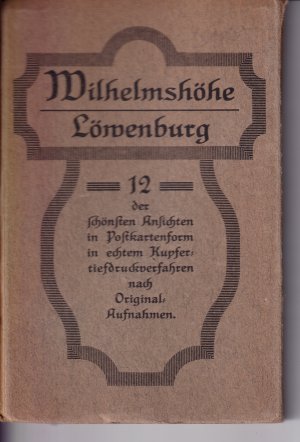 Wilhelmshöhe
Löwenburg
12
der
schönsten Ansichten
in Postkartenform
in echtem Kupfer-
tiefdruckverfahren
nach
Original-
Aufnahmen.